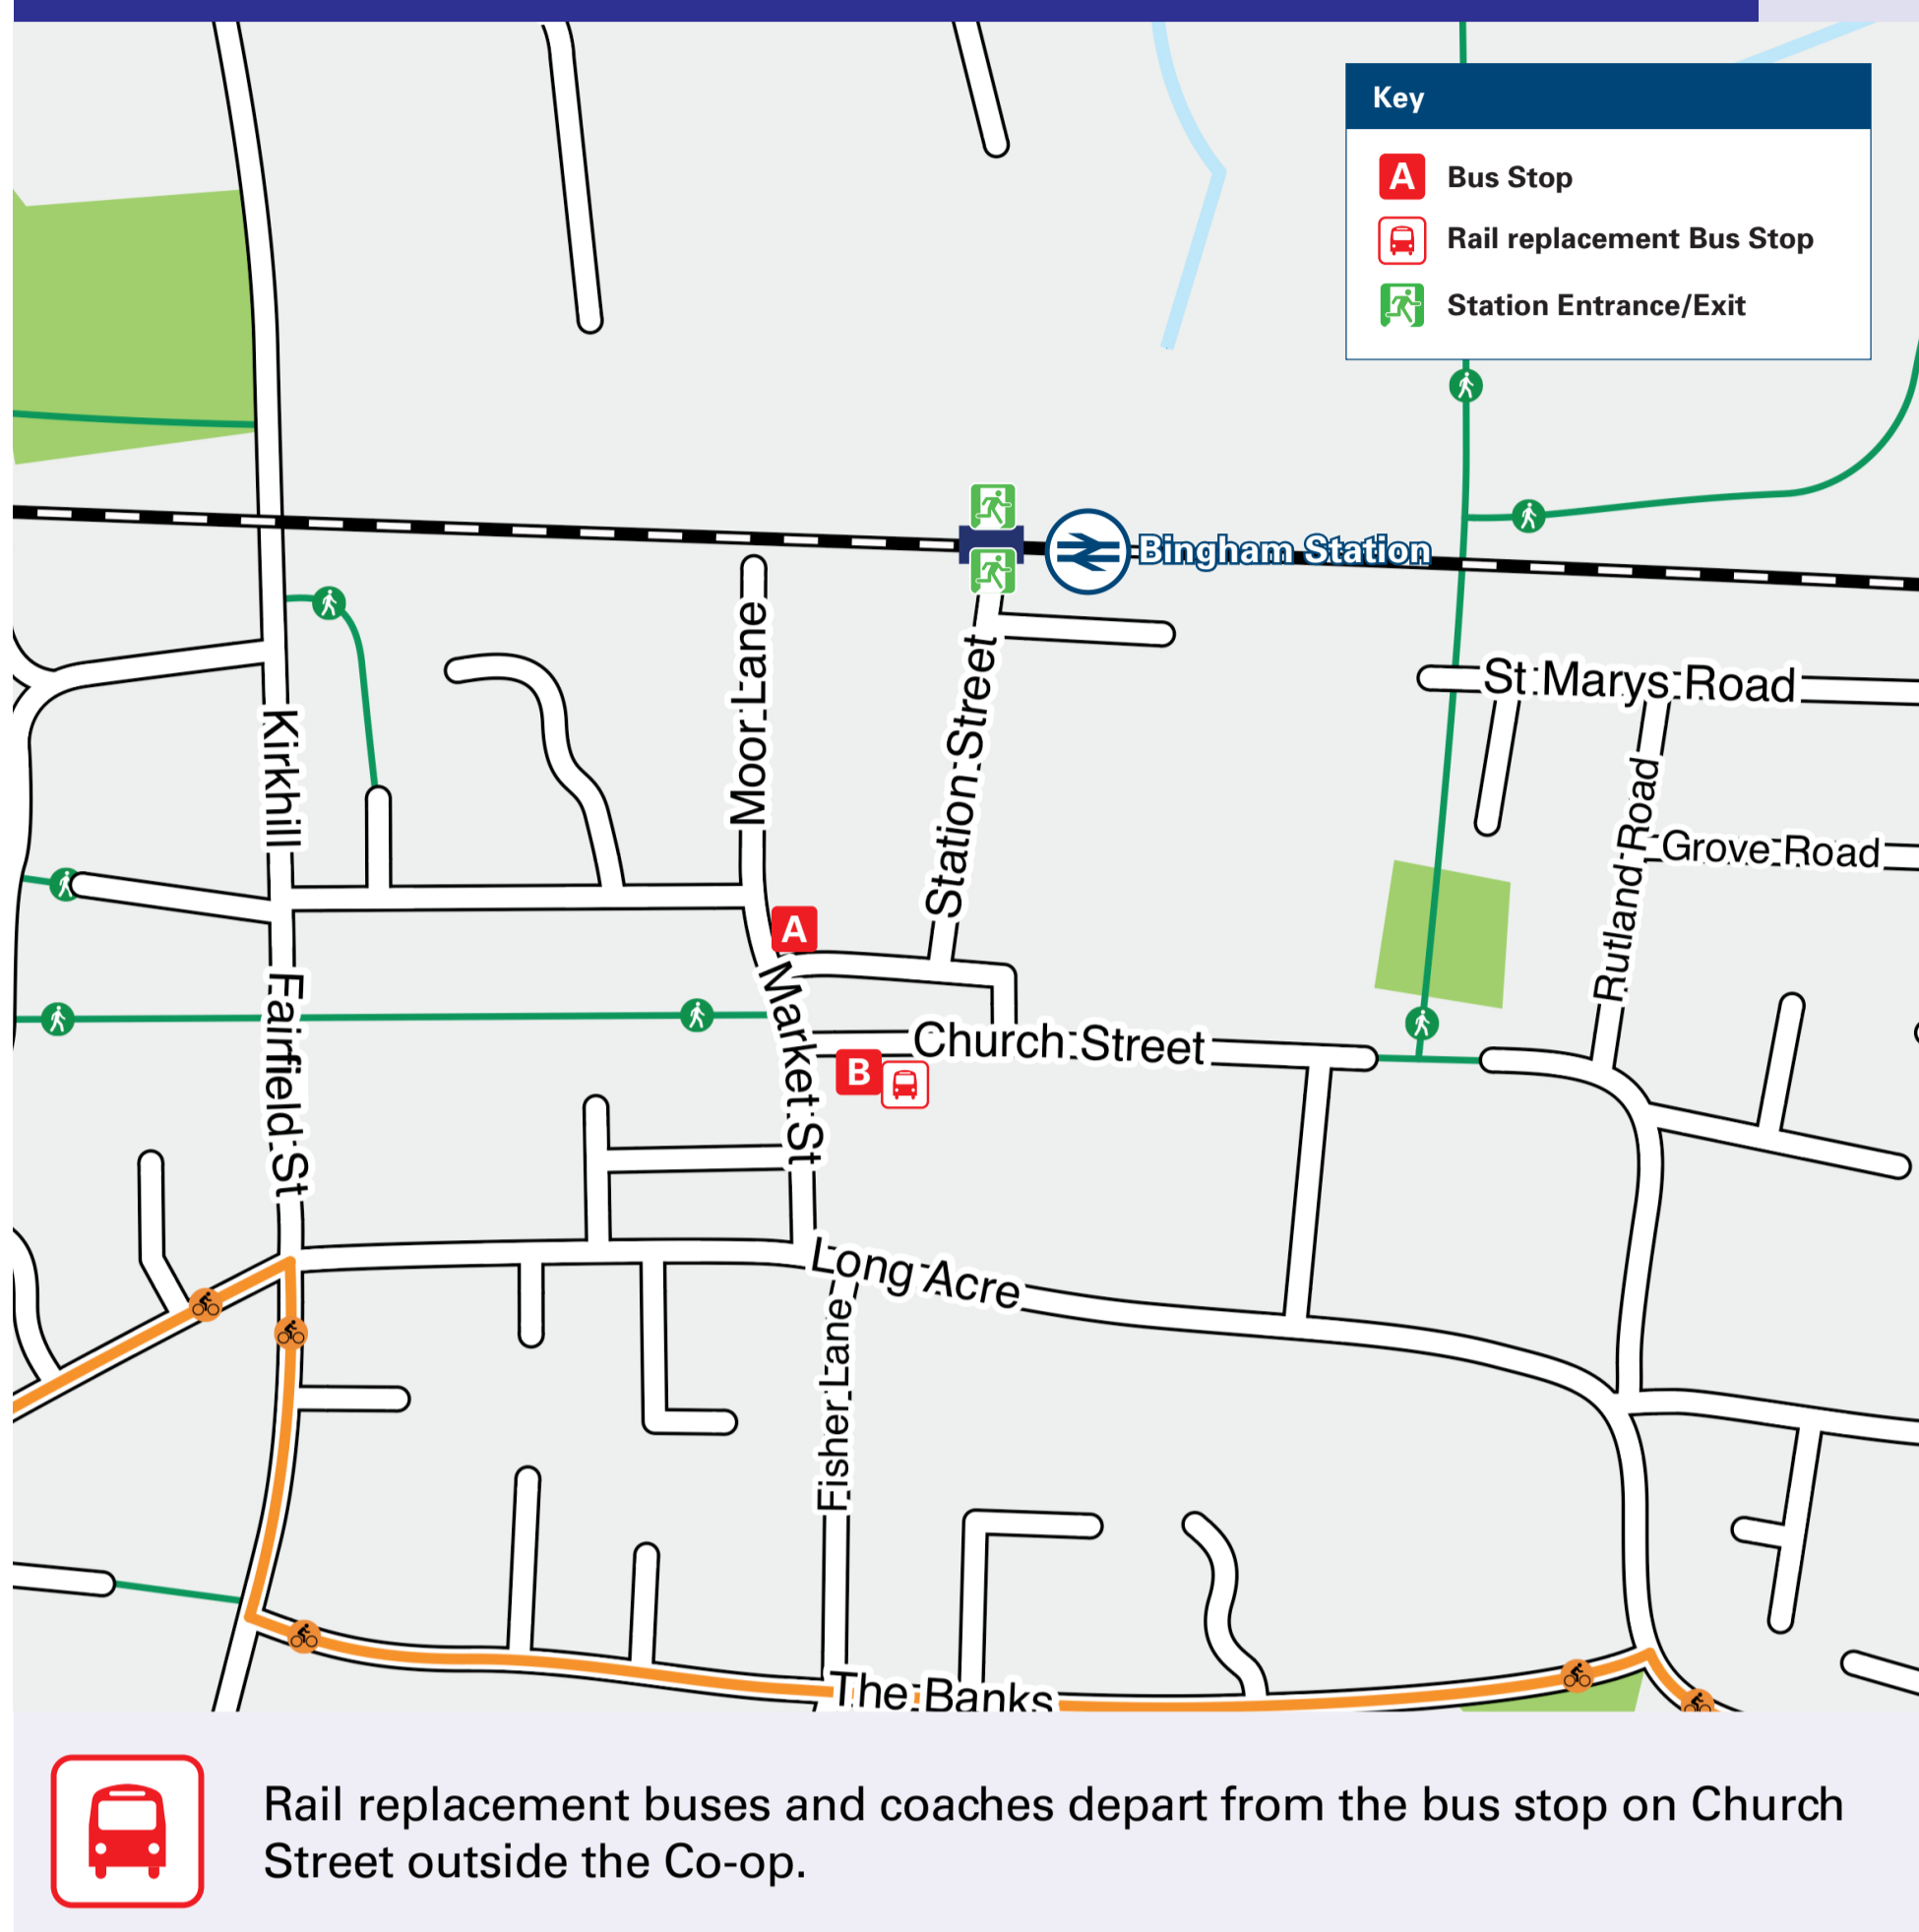 Key
A
Bus Stop
Rail replacement Bus Stop
Station Entrance/Exit
Bingham Station
Moor Lane
Station Street
St Marys Road
Kirkhill
Rutland Road
Grove Road
A
Fairfield St
Market St
Church Street
B
Long Acre
Fisher Lane
The Banks
Rail replacement buses and coaches depart from the bus stop on Church
Street outside the Co-op.